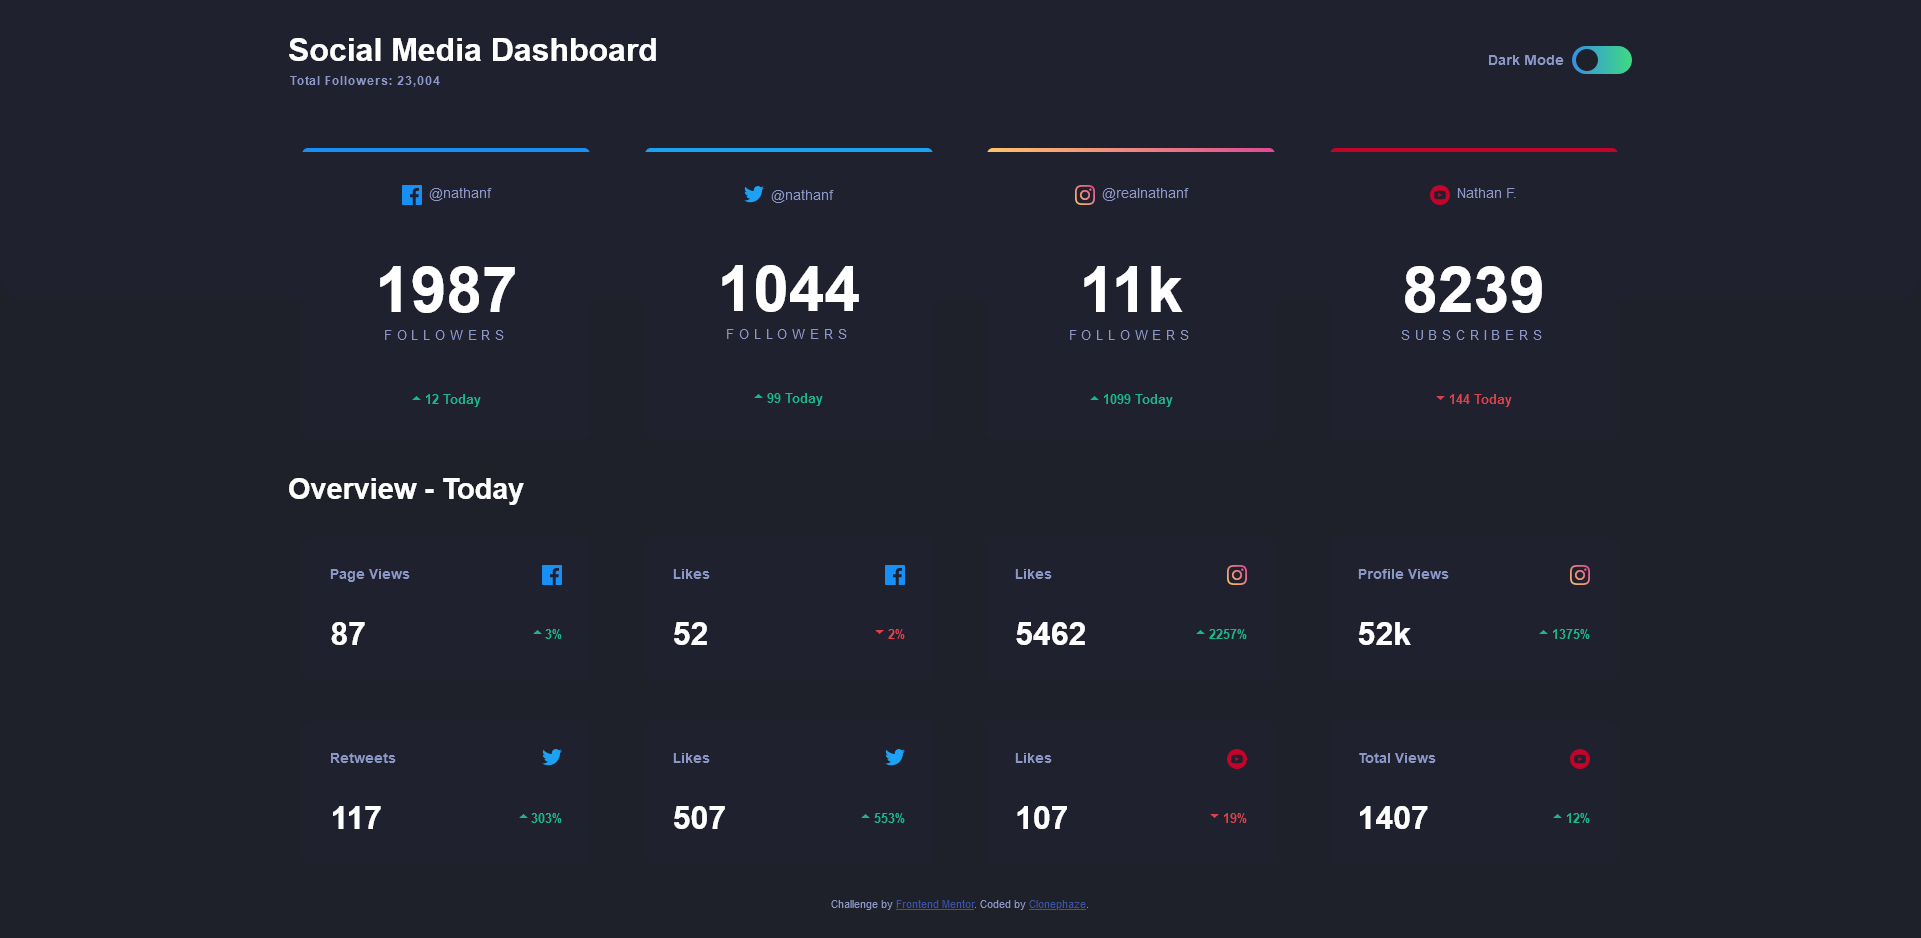 Social Media Dashboard
Total Followers: 23,004
Dark Mode
@nathanf
1987
FOLLOWERS
12 Today
@nathanf
1044
FOLLOWERS
99 Today
@realnathanf
11k
FOLLOWERS
1099 Today
Nathan F.
8239
SUBSCRIBERS
144 Today
Overview - Today
Page Views
87
3%
Likes
52
2%
Likes
5462
2257%
Profile Views
52k
1375%
Retweets
117
303%
Likes
507
553%
Likes
107
19%
Total Views
1407
12%
Challenge by Frontend Mentor. Coded by Clonephaze.